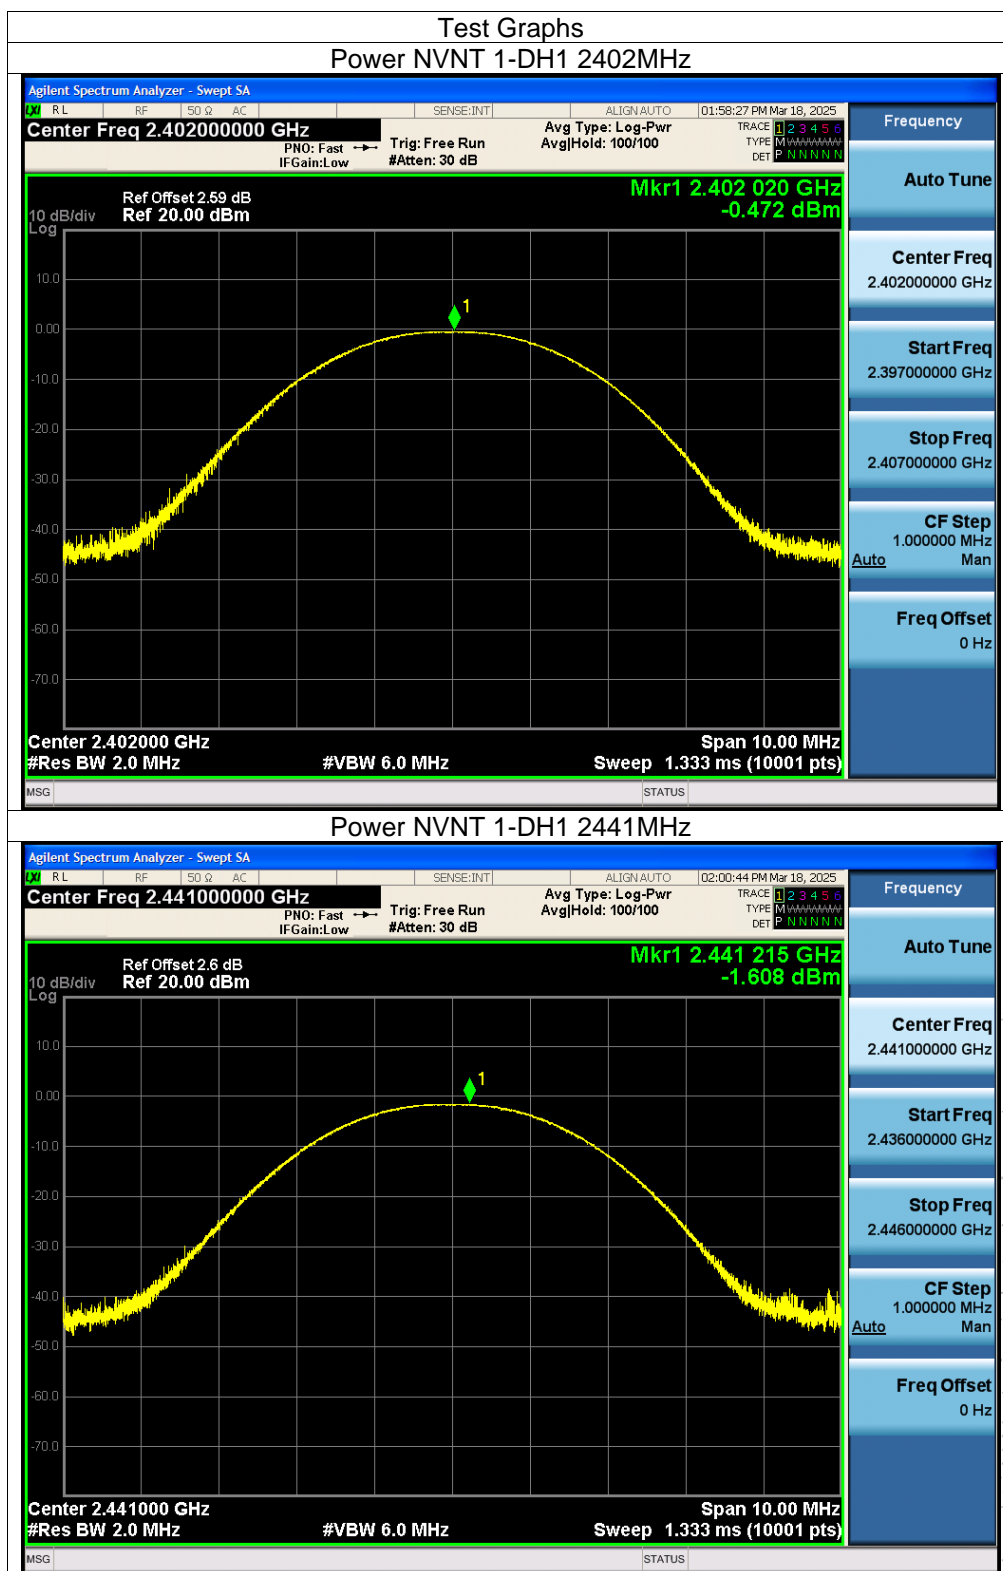 Test Graphs
Power NVNT 1-DH1 2402MHz
Agilent Spectrum Analyzer - Swept SA
LXI RL RF 50 Ω AC SENSE:INT ALIGNAUTO 01:58:27 PM Mar 18, 2025
Center Freq 2.402000000 GHz
PNO: Fast
IFGain:Low
Trig: Free Run
#Atten: 30 dB
Avg Type: Log-Pwr
Avg|Hold: 100/100
TRACE 1 2 3 4 5 6
TYPE M WWWWW
DET P N N N N N
Frequency
Auto Tune
Center Freq
2.402000000 GHz
Start Freq
2.397000000 GHz
Stop Freq
2.407000000 GHz
CF Step
1.000000 MHz
Auto Man
Freq Offset
0 Hz
Mkr1 2.402 020 GHz
-0.472 dBm
Ref Offset 2.59 dB
10 dB/div Ref 20.00 dBm
Log
10.0
1
0.00
-10.0
-20.0
-30.0
-40.0
-50.0
-60.0
-70.0
Center 2.402000 GHz Span 10.00 MHz
#Res BW 2.0 MHz #VBW 6.0 MHz Sweep 1.333 ms (10001 pts)
MSG STATUS
Power NVNT 1-DH1 2441MHz
Agilent Spectrum Analyzer - Swept SA
LXI RL RF 50 Ω AC SENSE:INT ALIGNAUTO 02:00:44 PM Mar 18, 2025
Center Freq 2.441000000 GHz
PNO: Fast
IFGain:Low
Trig: Free Run
#Atten: 30 dB
Avg Type: Log-Pwr
Avg|Hold: 100/100
TRACE 1 2 3 4 5 6
TYPE M WWWWW
DET P N N N N N
Frequency
Auto Tune
Center Freq
2.441000000 GHz
Start Freq
2.436000000 GHz
Stop Freq
2.446000000 GHz
CF Step
1.000000 MHz
Auto Man
Freq Offset
0 Hz
Mkr1 2.441 215 GHz
-1.608 dBm
Ref Offset 2.6 dB
10 dB/div Ref 20.00 dBm
Log
10.0
1
0.00
-10.0
-20.0
-30.0
-40.0
-50.0
-60.0
-70.0
Center 2.441000 GHz Span 10.00 MHz
#Res BW 2.0 MHz #VBW 6.0 MHz Sweep 1.333 ms (10001 pts)
MSG STATUS